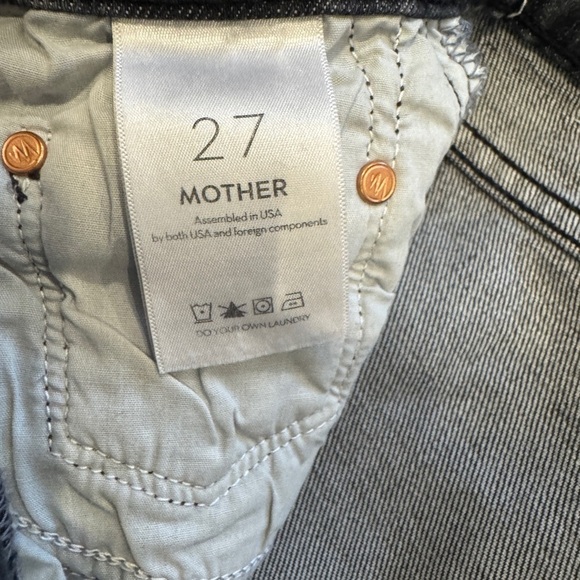 27
MOTHER
Assembled in USA
by both USA and foreign components
DO YOUR OWN LAUNDRY